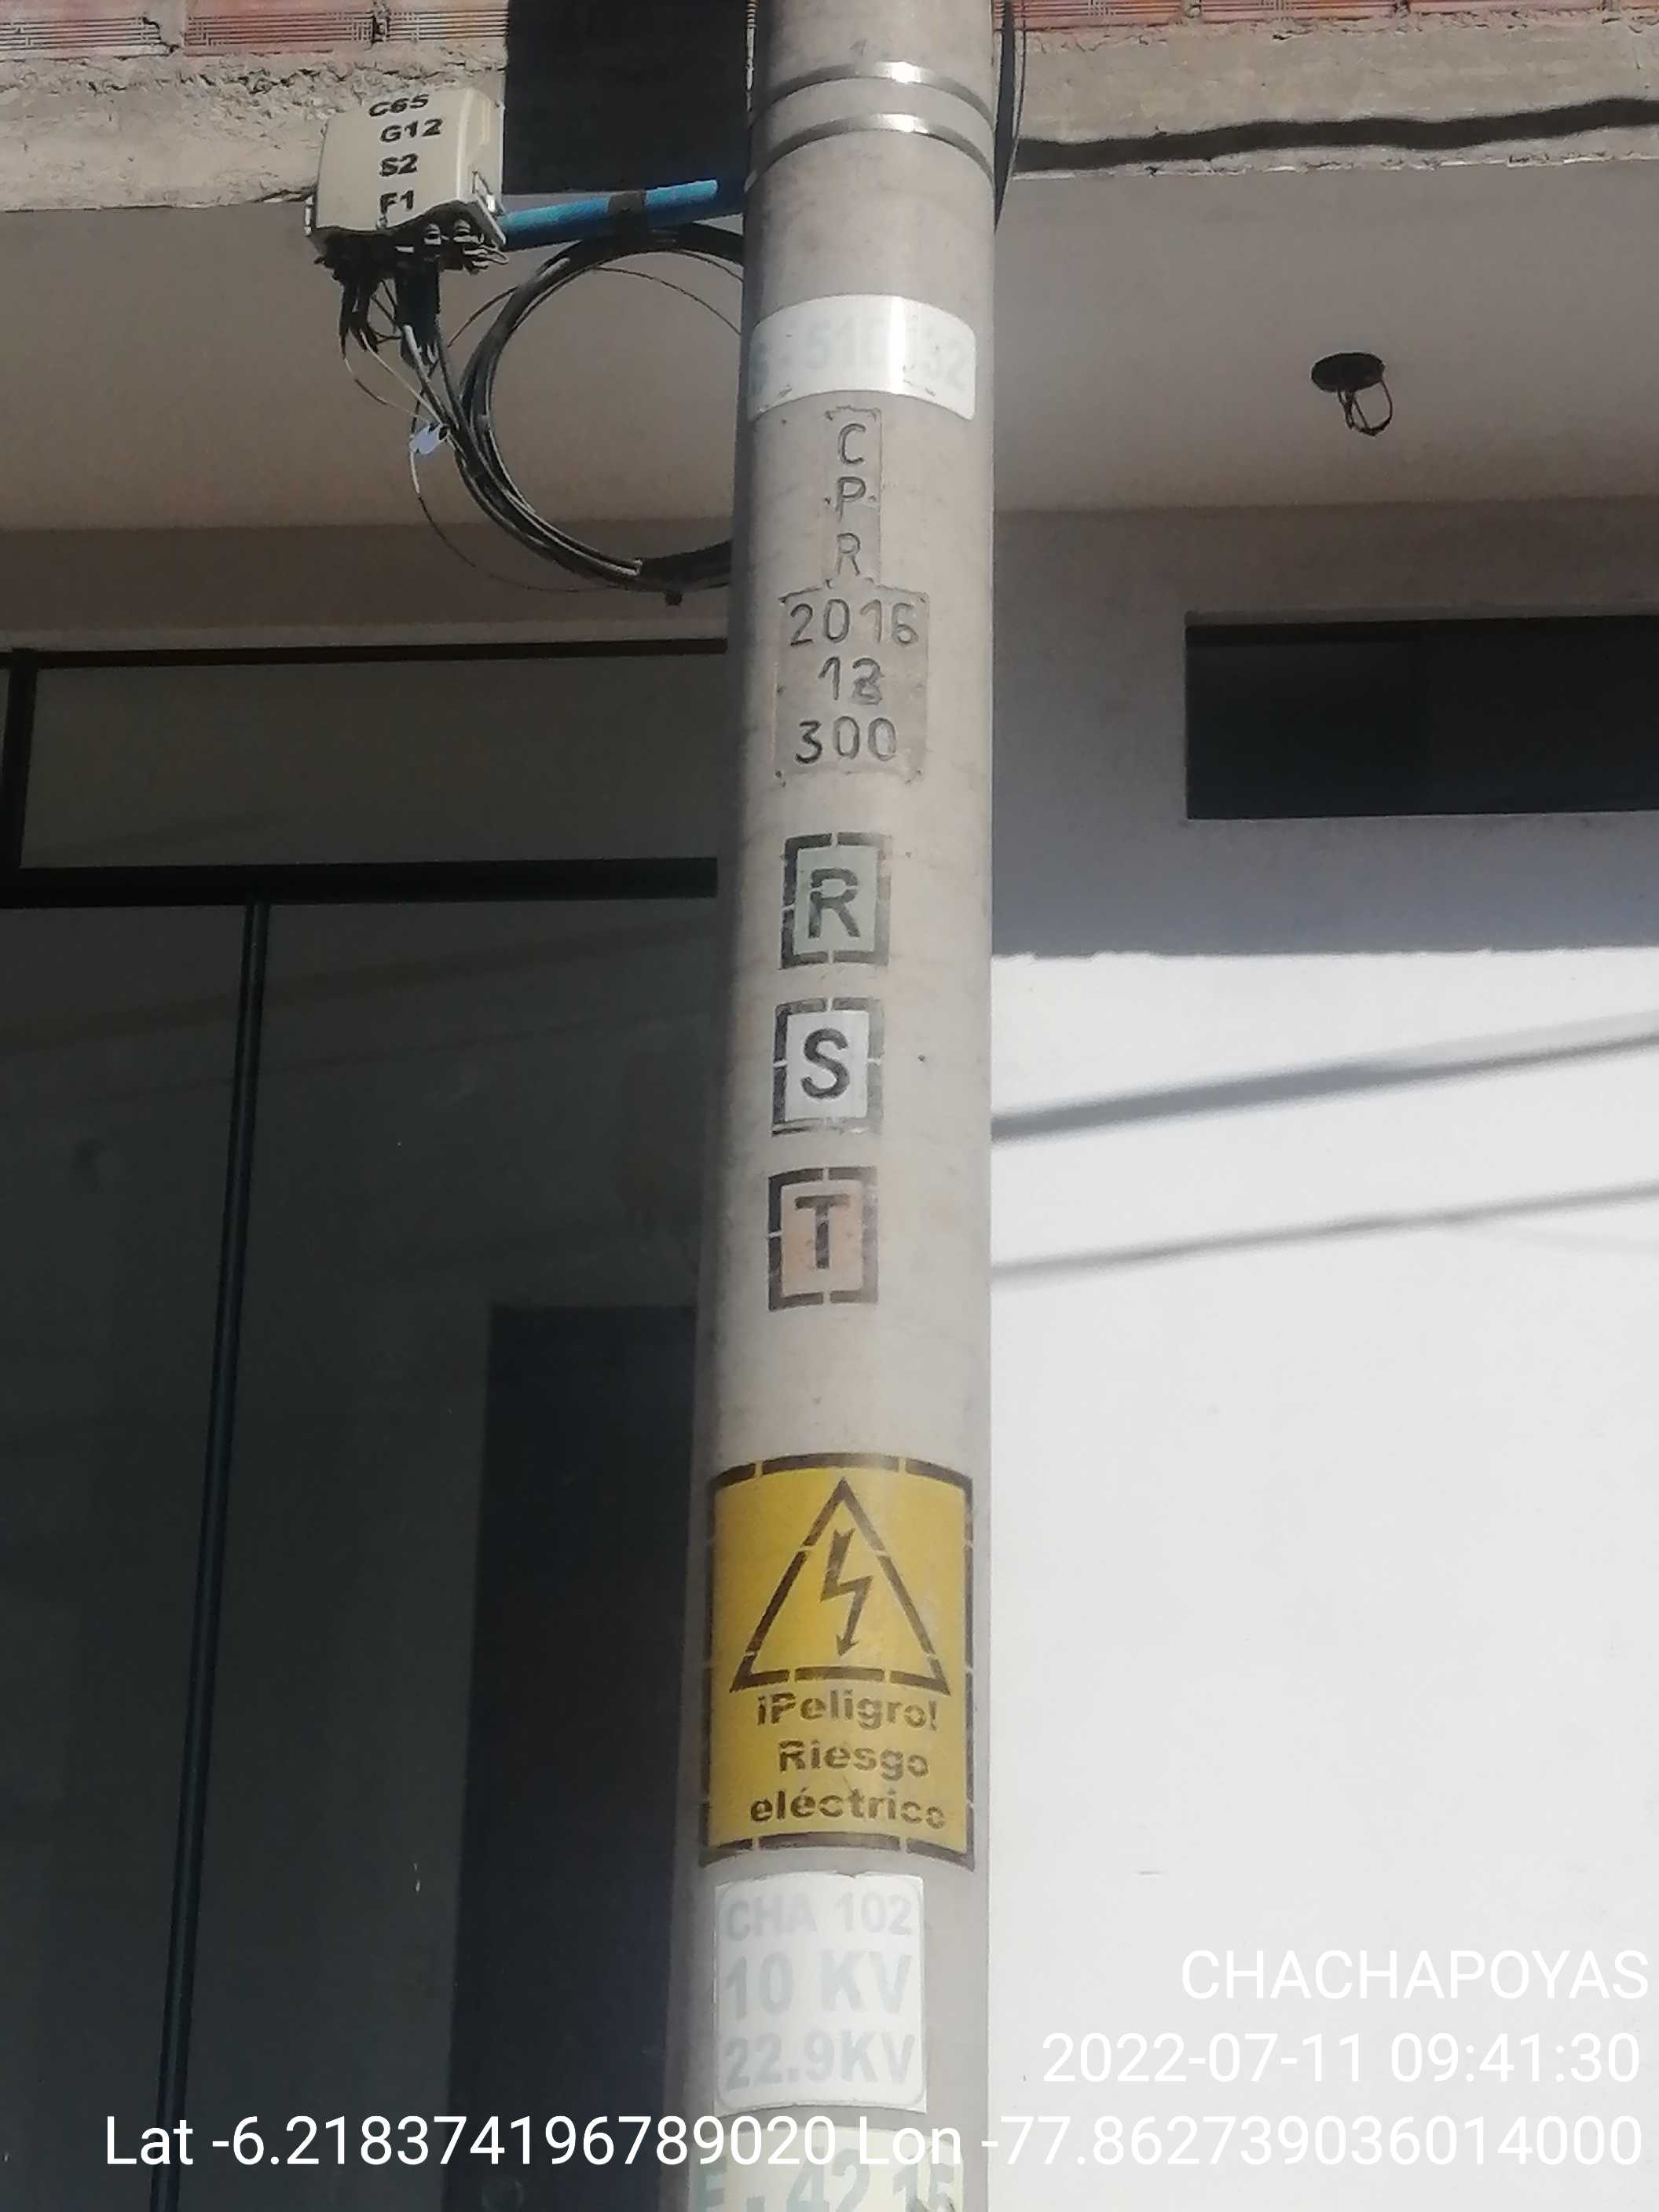 C65
G12
S2
F1
C
P
R
2016
300
R
S
T
¡Peligro!
Riesgo
eléctrico
CHA 102
10 KV
22.9KV
CHACHAPOYAS
2022-07-11 09:41:30
Lat -6.218374196789020 Lon -77.862739036014000